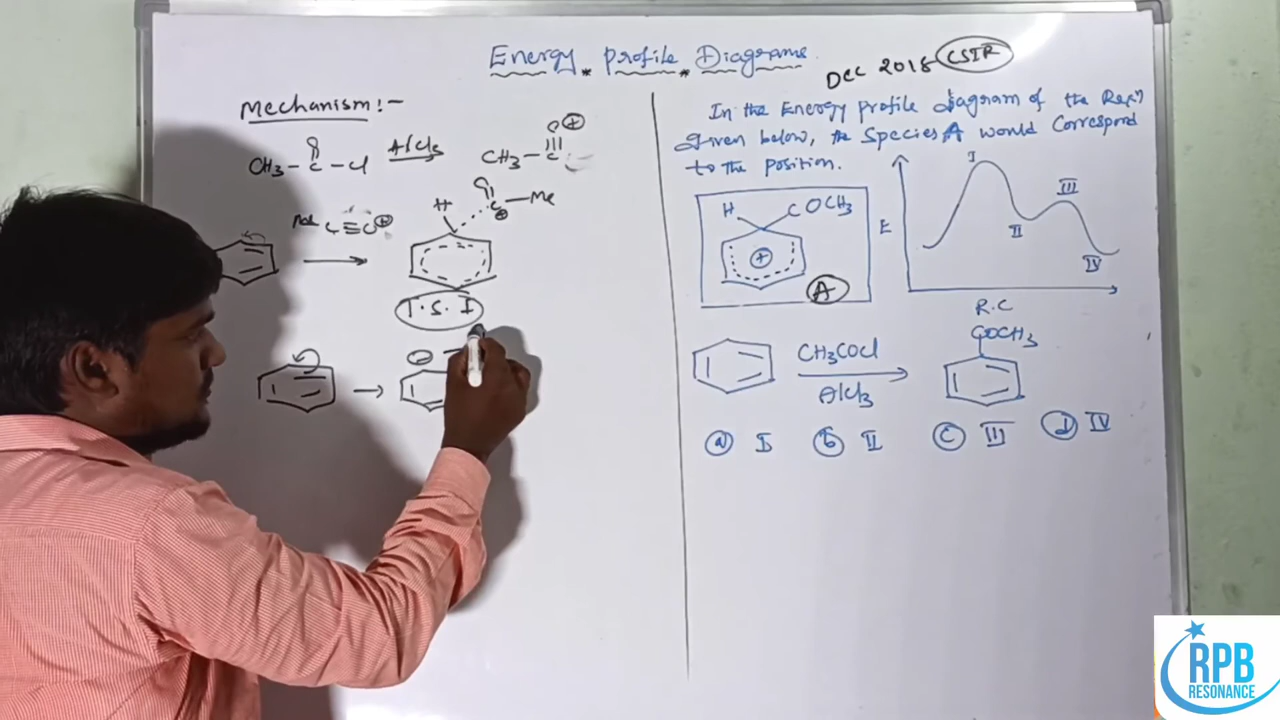 Energy Profile Diagrams
Dec 2018 CSIR
Mechanism:-
CH3 - C - Cl AlCl3 CH3 - C
O O ⊕
H O C ⊕ Me
C ≡ O ⊕
T.S. I
In the Energy profile diagram of the Rexn
given below, the Species A would Correspond
to the position.
H COCH3
⊕
A
E
I
II
III
IV
R.C
CH3COCl
AlCl3
COCH3
a I b II c III d IV
RPB
RESONANCE